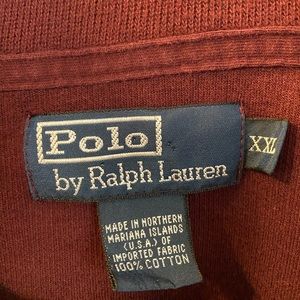 Polo
by Ralph Lauren
XXL
MADE IN NORTHERN
MARIANA ISLANDS
(U.S.A.) OF
IMPORTED FABRIC
100% COTTON